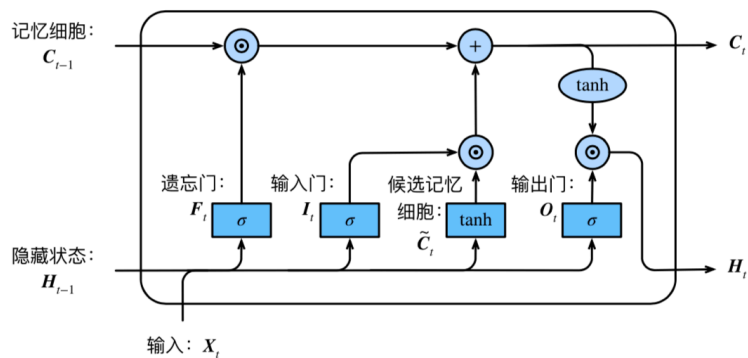 记忆细胞：
C_{t-1}
⊙
+
C_t
tanh
⊙
⊙
遗忘门：
F_t
σ
输入门：
I_t
σ
候选记忆
细胞：
C̃_t
tanh
输出门：
O_t
σ
隐藏状态：
H_{t-1}
H_t
输入：X_t